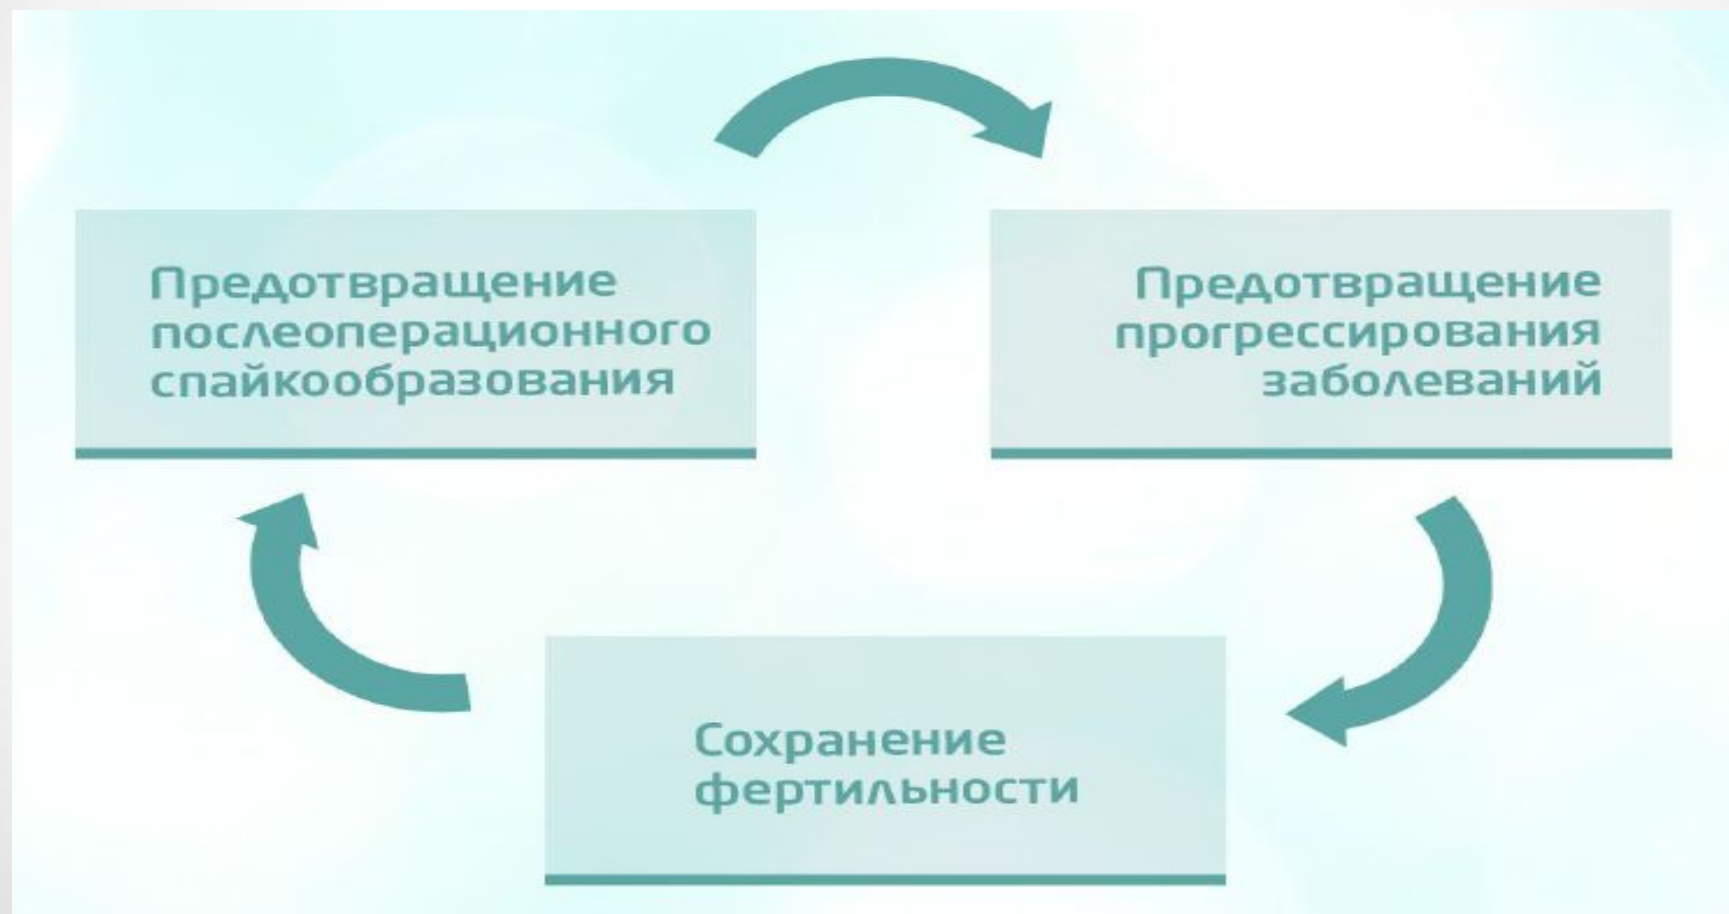 Предотвращение
послеоперационного
спайкообразования
Предотвращение
прогрессирования
заболеваний
Сохранение
фертильности